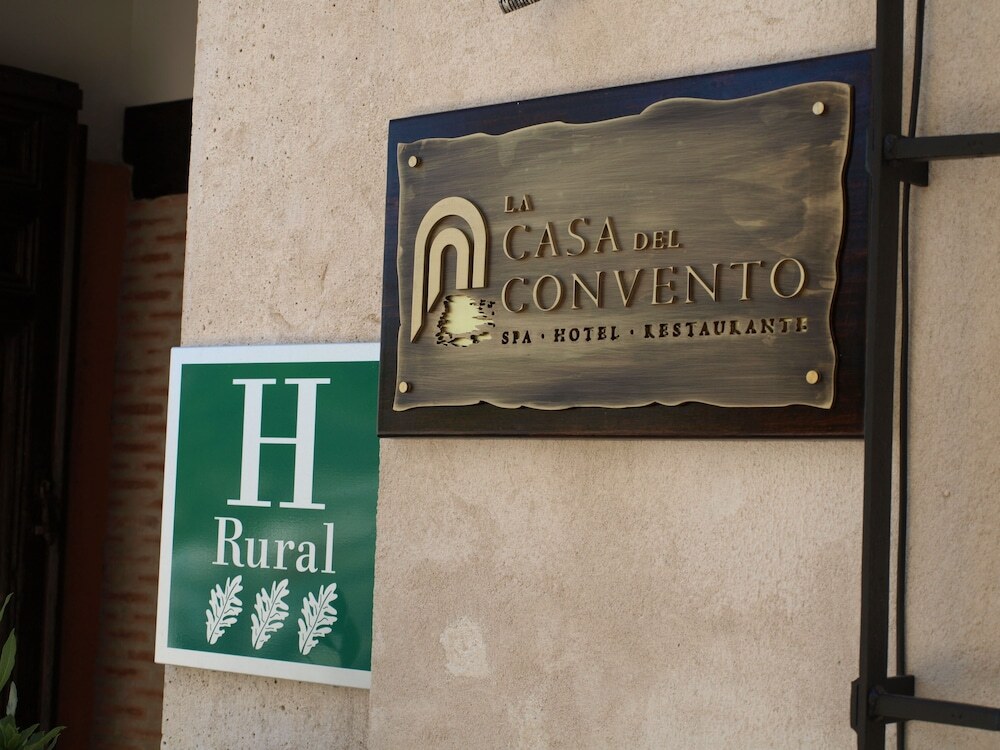 LA
CASA DEL
CONVENTO
SPA · HOTEL · RESTAURANTE
H
Rural